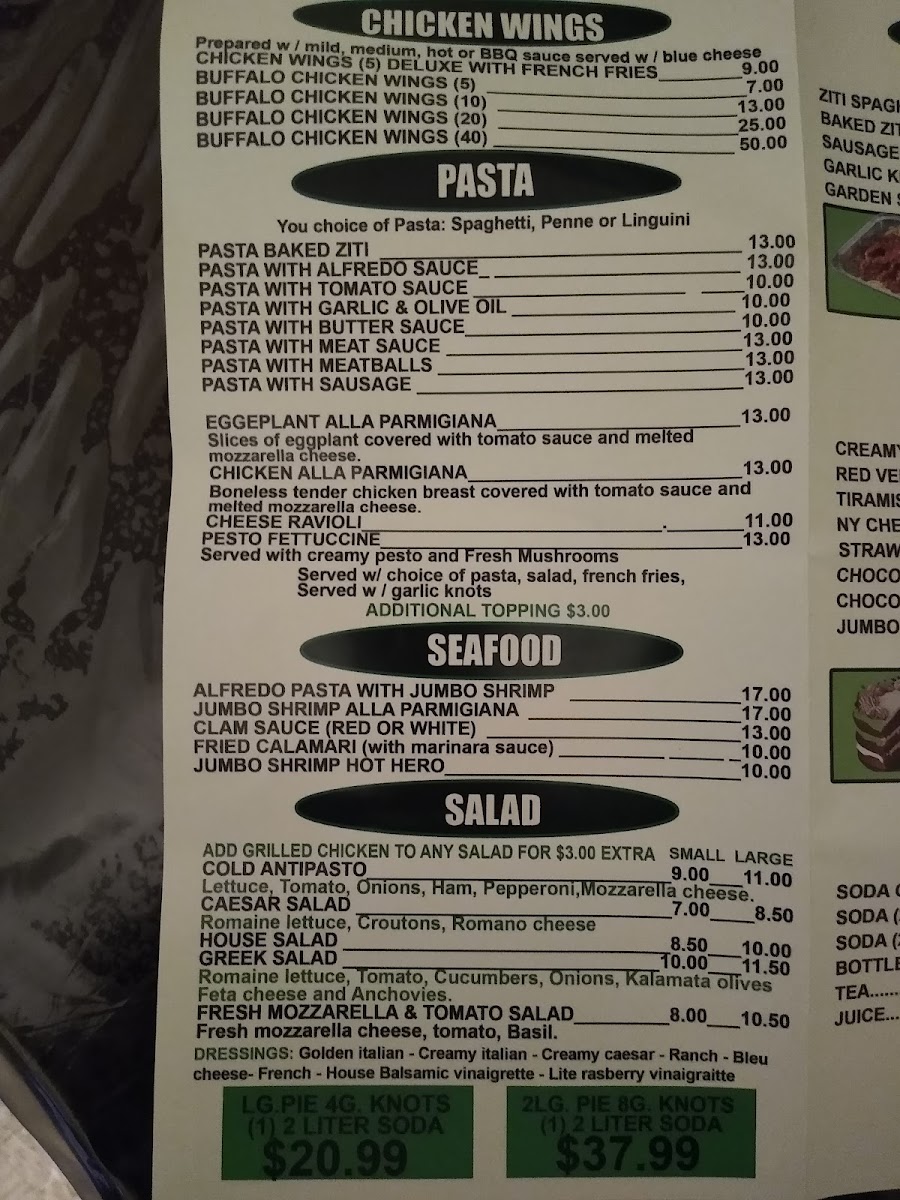 CHICKEN WINGS
Prepared w / mild, medium, hot or BBQ sauce served w / blue cheese
CHICKEN WINGS (5) DELUXE WITH FRENCH FRIES 9.00
BUFFALO CHICKEN WINGS (5) 7.00
BUFFALO CHICKEN WINGS (10) 13.00
BUFFALO CHICKEN WINGS (20) 25.00
BUFFALO CHICKEN WINGS (40) 50.00
PASTA
You choice of Pasta: Spaghetti, Penne or Linguini
PASTA BAKED ZITI 13.00
PASTA WITH ALFREDO SAUCE 13.00
PASTA WITH TOMATO SAUCE 10.00
PASTA WITH GARLIC & OLIVE OIL 10.00
PASTA WITH BUTTER SAUCE 10.00
PASTA WITH MEAT SAUCE 13.00
PASTA WITH MEATBALLS 13.00
PASTA WITH SAUSAGE 13.00
EGGEPLANT ALLA PARMIGIANA 13.00
Slices of eggplant covered with tomato sauce and melted
mozzarella cheese.
CHICKEN ALLA PARMIGIANA 13.00
Boneless tender chicken breast covered with tomato sauce and
melted mozzarella cheese.
CHEESE RAVIOLI 11.00
PESTO FETTUCCINE 13.00
Served with creamy pesto and Fresh Mushrooms
Served w/ choice of pasta, salad, french fries,
Served w / garlic knots
ADDITIONAL TOPPING $3.00
SEAFOOD
ALFREDO PASTA WITH JUMBO SHRIMP 17.00
JUMBO SHRIMP ALLA PARMIGIANA 17.00
CLAM SAUCE (RED OR WHITE) 13.00
FRIED CALAMARI (with marinara sauce) 10.00
JUMBO SHRIMP HOT HERO 10.00
SALAD
ADD GRILLED CHICKEN TO ANY SALAD FOR $3.00 EXTRA SMALL LARGE
COLD ANTIPASTO 9.00 11.00
Lettuce, Tomato, Onions, Ham, Pepperoni,Mozzarella cheese.
CAESAR SALAD 7.00 8.50
Romaine lettuce, Croutons, Romano cheese
HOUSE SALAD 8.50 10.00
GREEK SALAD 10.00 11.50
Romaine lettuce, Tomato, Cucumbers, Onions, Kalamata olives
Feta cheese and Anchovies.
FRESH MOZZARELLA & TOMATO SALAD 8.00 10.50
Fresh mozzarella cheese, tomato, Basil.
DRESSINGS: Golden italian - Creamy italian - Creamy caesar - Ranch - Bleu
cheese- French - House Balsamic vinaigrette - Lite rasberry vinaigraitte
LG.PIE 4G. KNOTS
(1) 2 LITER SODA
$20.99
2LG. PIE 8G. KNOTS
(1) 2 LITER SODA
$37.99
ZITI
BAKED
SAUSAGE
GARLIC
GARDEN
RED
NY
JUMBO
SODA
SODA
SODA
TEA......
JUICE...